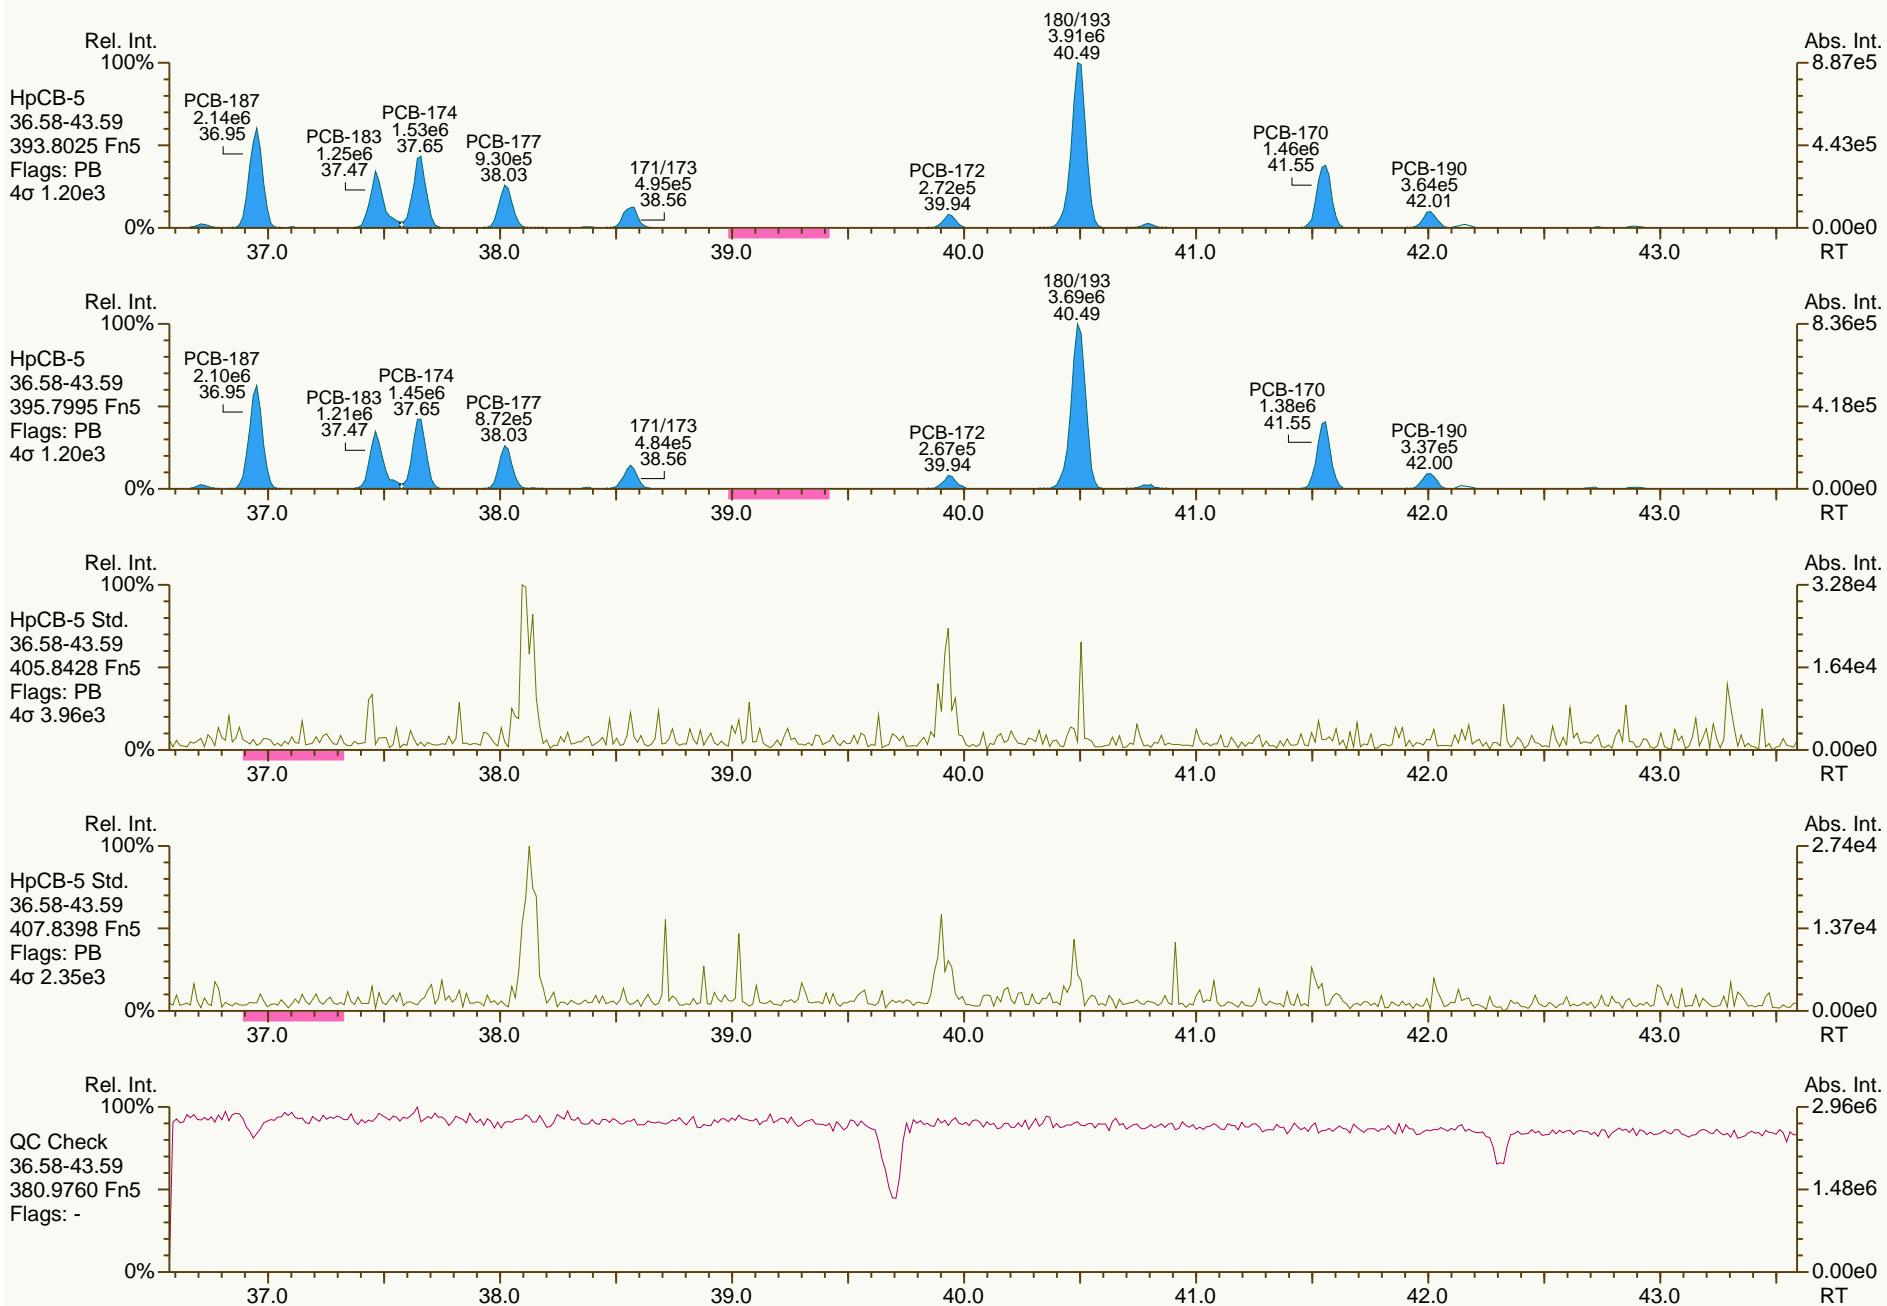 Rel. Int.
100%
0%
HpCB-5
36.58-43.59
393.8025 Fn5
Flags: PB
4σ 1.20e3
PCB-187
2.14e6
36.95
PCB-183
1.25e6
37.47
PCB-174
1.53e6
37.65
PCB-177
9.30e5
38.03
171/173
4.95e5
38.56
PCB-172
2.72e5
39.94
180/193
3.91e6
40.49
PCB-170
1.46e6
41.55
PCB-190
3.64e5
42.01
Abs. Int.
8.87e5
4.43e5
0.00e0
37.0 38.0 39.0 40.0 41.0 42.0 43.0 RT
Rel. Int.
100%
0%
HpCB-5
36.58-43.59
395.7995 Fn5
Flags: PB
4σ 1.20e3
PCB-187
2.10e6
36.95
PCB-183
1.21e6
37.47
PCB-174
1.45e6
37.65
PCB-177
8.72e5
38.03
171/173
4.84e5
38.56
PCB-172
2.67e5
39.94
180/193
3.69e6
40.49
PCB-170
1.38e6
41.55
PCB-190
3.37e5
42.00
Abs. Int.
8.36e5
4.18e5
0.00e0
37.0 38.0 39.0 40.0 41.0 42.0 43.0 RT
Rel. Int.
100%
0%
HpCB-5 Std.
36.58-43.59
405.8428 Fn5
Flags: PB
4σ 3.96e3
Abs. Int.
3.28e4
1.64e4
0.00e0
37.0 38.0 39.0 40.0 41.0 42.0 43.0 RT
Rel. Int.
100%
0%
HpCB-5 Std.
36.58-43.59
407.8398 Fn5
Flags: PB
4σ 2.35e3
Abs. Int.
2.74e4
1.37e4
0.00e0
37.0 38.0 39.0 40.0 41.0 42.0 43.0 RT
Rel. Int.
100%
0%
QC Check
36.58-43.59
380.9760 Fn5
Flags: -
Abs. Int.
2.96e6
1.48e6
0.00e0
37.0 38.0 39.0 40.0 41.0 42.0 43.0 RT